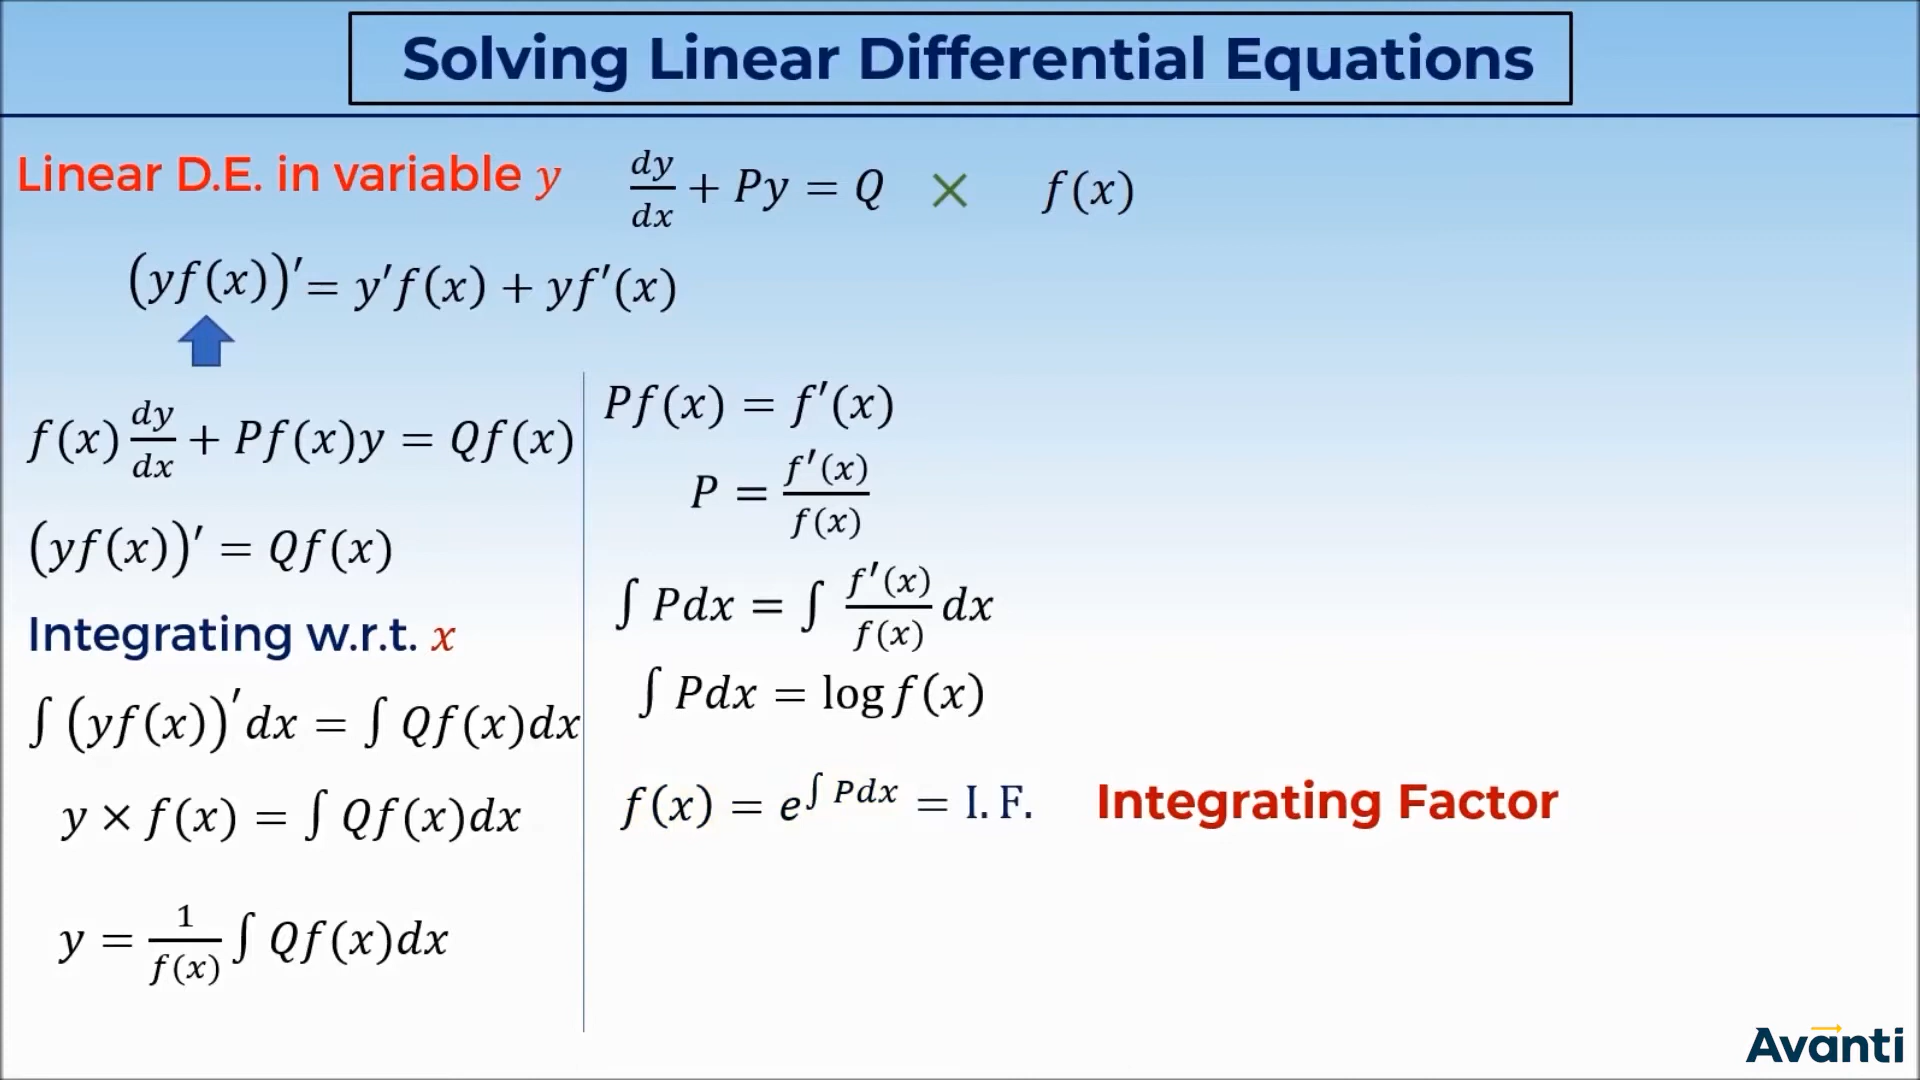 Solving Linear Differential Equations
Linear D.E. in variable y dy/dx + Py = Q × f(x)
(yf(x))′ = y′f(x) + yf′(x)
f(x) dy/dx + Pf(x)y = Qf(x)
(yf(x))′ = Qf(x)
Integrating w.r.t. x
∫ (yf(x))′dx = ∫ Qf(x)dx
y × f(x) = ∫ Qf(x)dx
y = 1/f(x) ∫ Qf(x)dx
Pf(x) = f′(x)
P = f′(x)/f(x)
∫ Pdx = ∫ f′(x)/f(x) dx
∫ Pdx = log f(x)
f(x) = e^∫ Pdx = I. F. Integrating Factor
Avanti